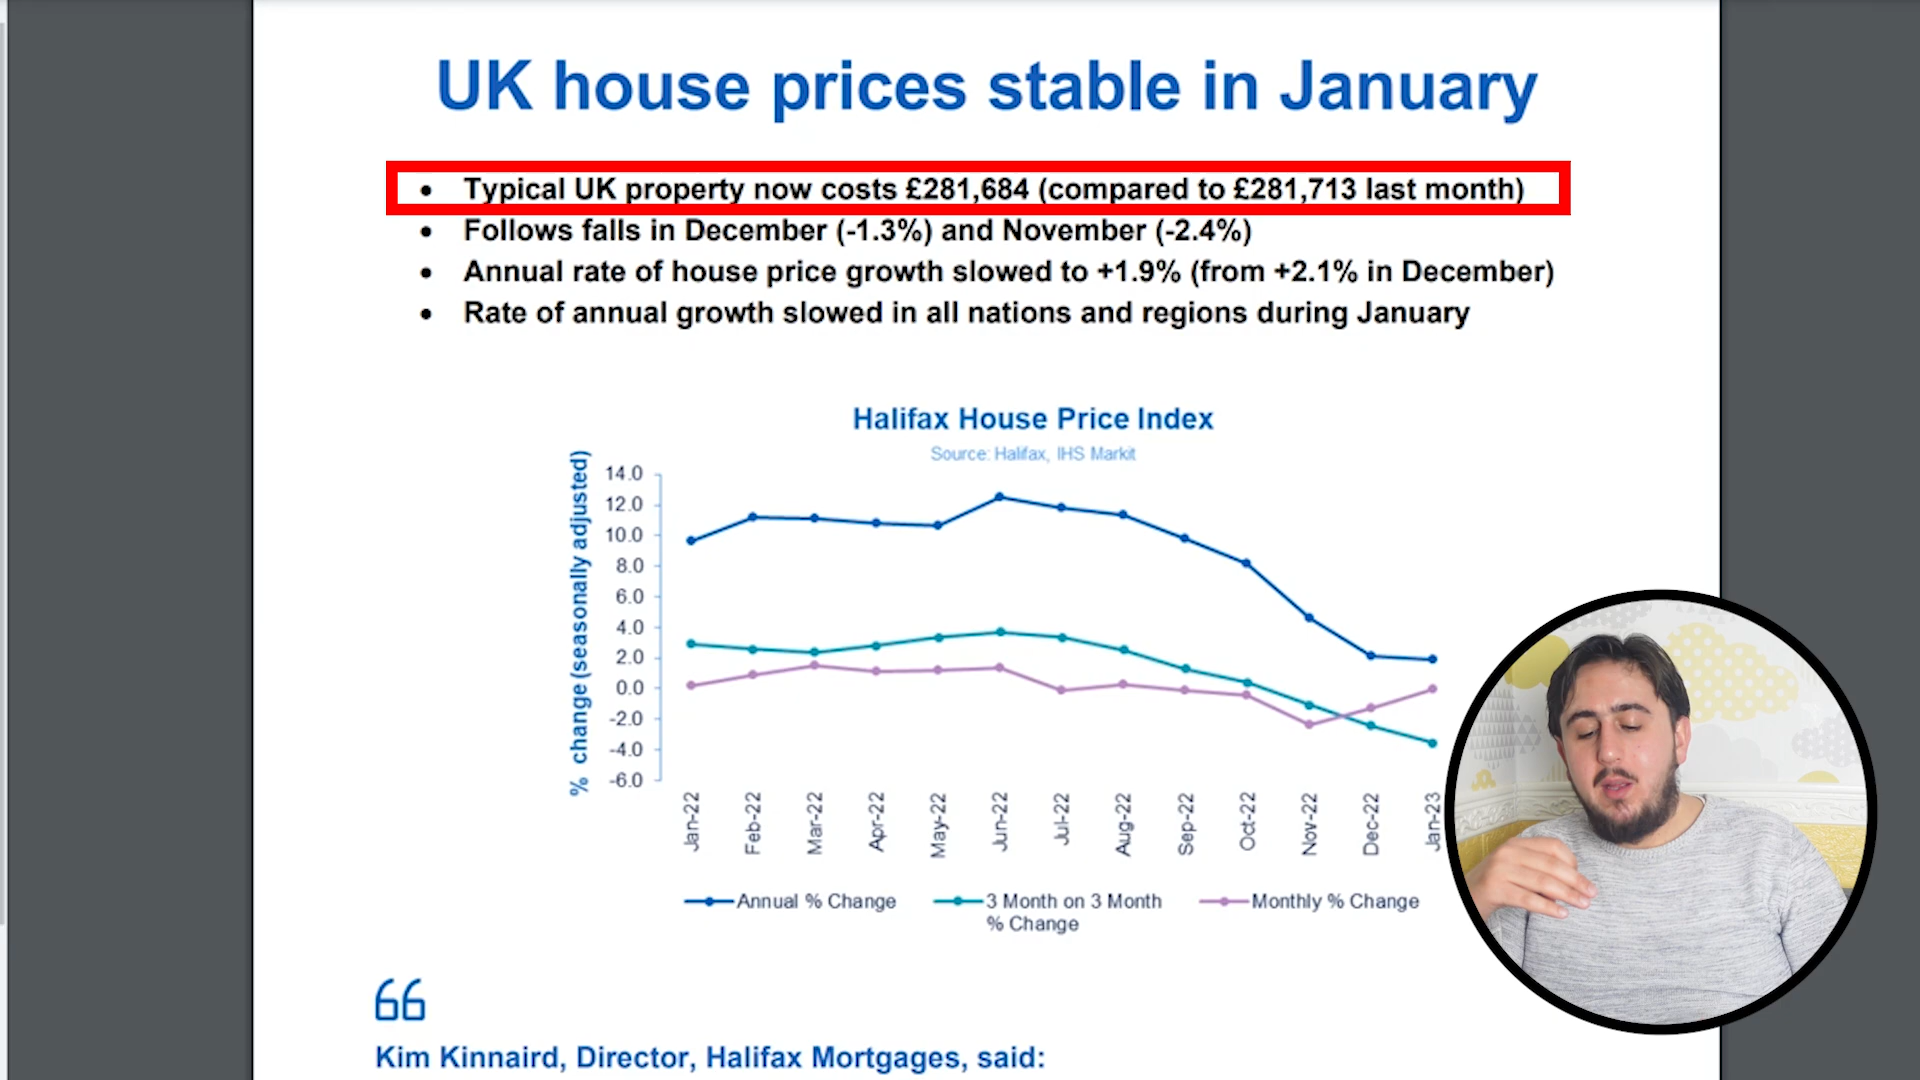 UK house prices stable in January
• Typical UK property now costs £281,684 (compared to £281,713 last month)
• Follows falls in December (-1.3%) and November (-2.4%)
• Annual rate of house price growth slowed to +1.9% (from +2.1% in December)
• Rate of annual growth slowed in all nations and regions during January
Halifax House Price Index
Source: Halifax, IHS Markit
% change (seasonally adjusted)
14.0
12.0
10.0
8.0
6.0
4.0
2.0
0.0
-2.0
-4.0
-6.0
Jan-22
Feb-22
Mar-22
Apr-22
May-22
Jun-22
Jul-22
Aug-22
Sep-22
Oct-22
Nov-22
Dec-22
Jan-23
Annual % Change
3 Month on 3 Month
% Change
Monthly % Change
Kim Kinnaird, Director, Halifax Mortgages, said: